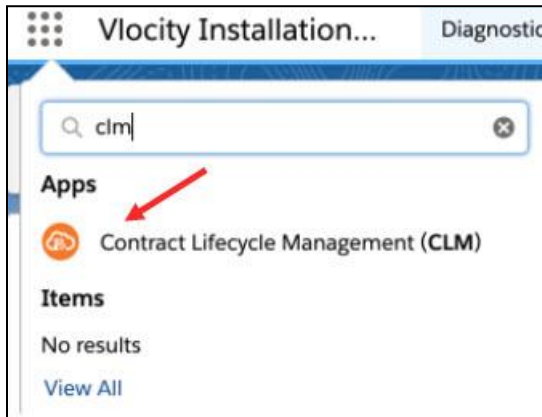 Vlocity Installation... Diagnostic
clm
Apps
Contract Lifecycle Management (CLM)
Items
No results
View All